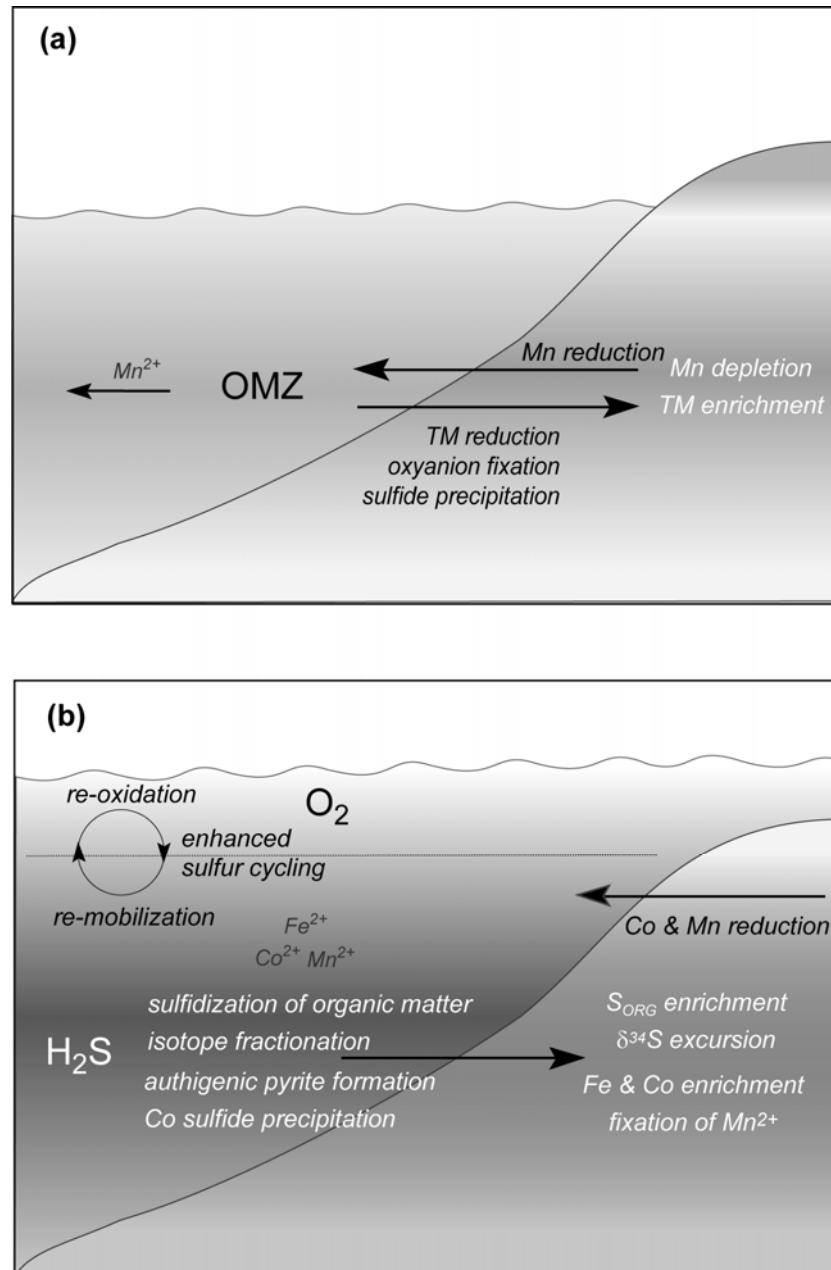 (a)
Mn²⁺
OMZ
Mn reduction
Mn depletion
TM enrichment
TM reduction
oxyanion fixation
sulfide precipitation
(b)
re-oxidation
O₂
enhanced
sulfur cycling
re-mobilization
Fe²⁺
Co²⁺ Mn²⁺
Co & Mn reduction
sulfidization of organic matter
H₂S
isotope fractionation
authigenic pyrite formation
Co sulfide precipitation
S_ORG enrichment
δ³⁴S excursion
Fe & Co enrichment
fixation of Mn²⁺